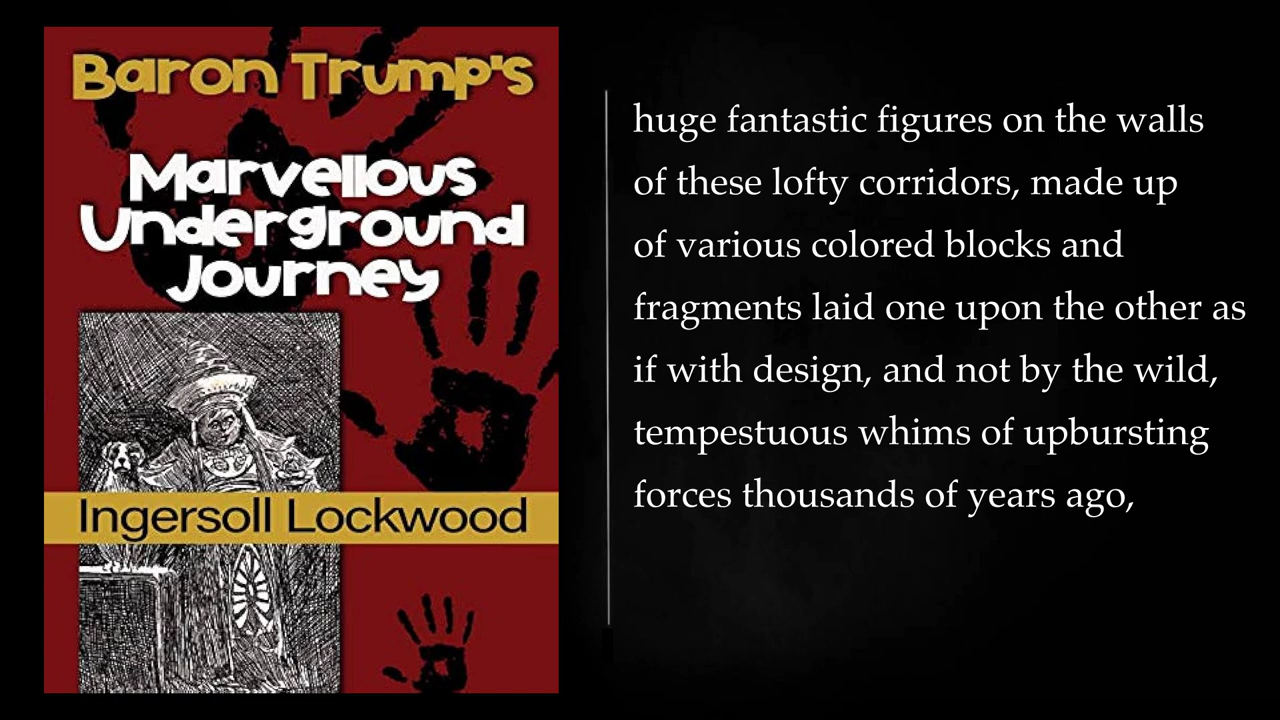 Baron Trump's
Marvellous
Underground
Journey
Ingersoll Lockwood
huge fantastic figures on the walls
of these lofty corridors, made up
of various colored blocks and
fragments laid one upon the other as
if with design, and not by the wild,
tempestuous whims of upbursting
forces thousands of years ago,